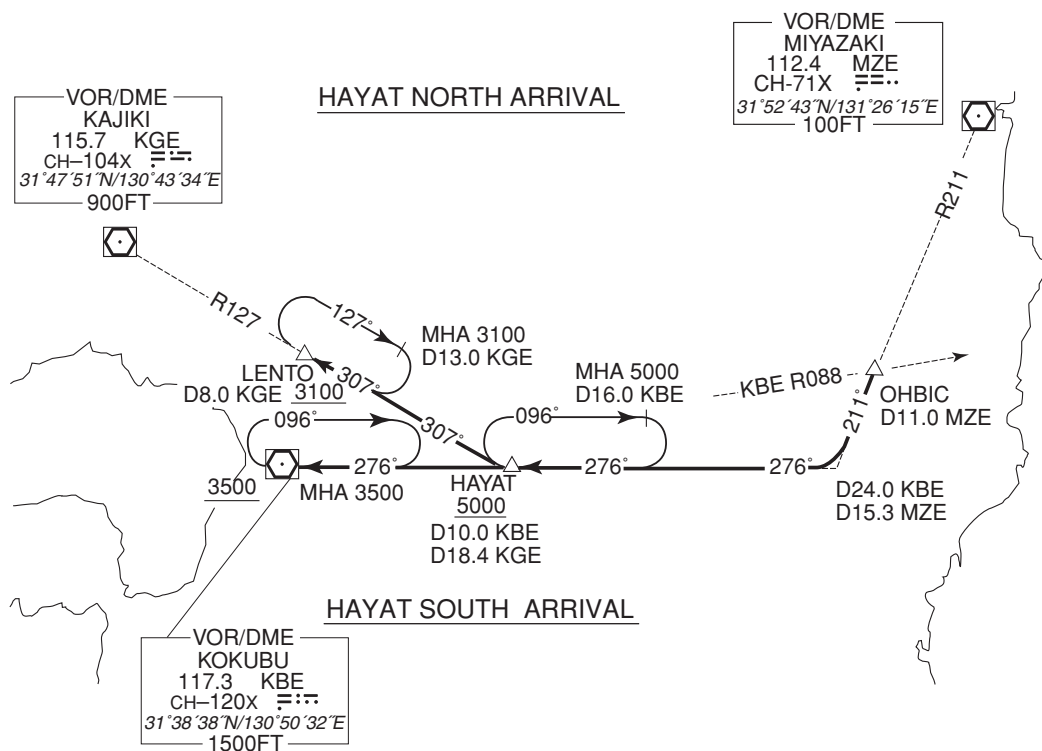 HAYAT NORTH ARRIVAL
VOR/DME
KAJIKI
115.7 KGE
CH–104X
31°47´51˝N/130°43´34˝E
900FT
VOR/DME
MIYAZAKI
112.4 MZE
CH-71X
31°52´43˝N/131°26´15˝E
100FT
R211
R127
127°
MHA 3100
D13.0 KGE
LENTO
D8.0 KGE 3100
307°
307°
MHA 5000
D16.0 KBE
KBE R088
OHBIC
D11.0 MZE
211°
096°
096°
276°
276°
276°
3500
MHA 3500
HAYAT
5000
D10.0 KBE
D18.4 KGE
D24.0 KBE
D15.3 MZE
HAYAT SOUTH ARRIVAL
VOR/DME
KOKUBU
117.3 KBE
CH–120X
31°38´38˝N/130°50´32˝E
1500FT